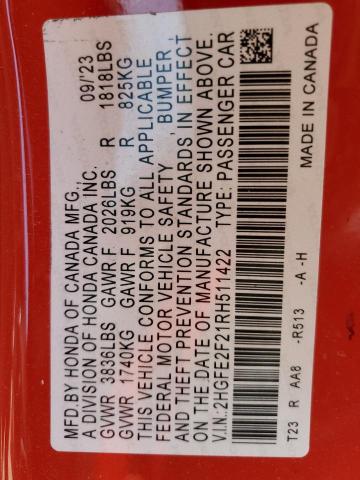 MFD.BY HONDA OF CANADA MFG., 09/'23
A DIVISION OF HONDA CANADA INC.
GVWR 3836LBS GAWR F 2026LBS R 1818LBS
GVWR 1740KG GAWR F 919KG R 825KG
THIS VEHICLE CONFORMS TO ALL APPLICABLE
FEDERAL MOTOR VEHICLE SAFETY , BUMPER ,
AND THEFT PREVENTION STANDARDS IN EFFECT
ON THE DATE OF MANUFACTURE SHOWN ABOVE.
V.I.N.:2HGFE2F21RH511422 TYPE: PASSENGER CAR
T23 R AA8 -R513 -A -H MADE IN CANADA